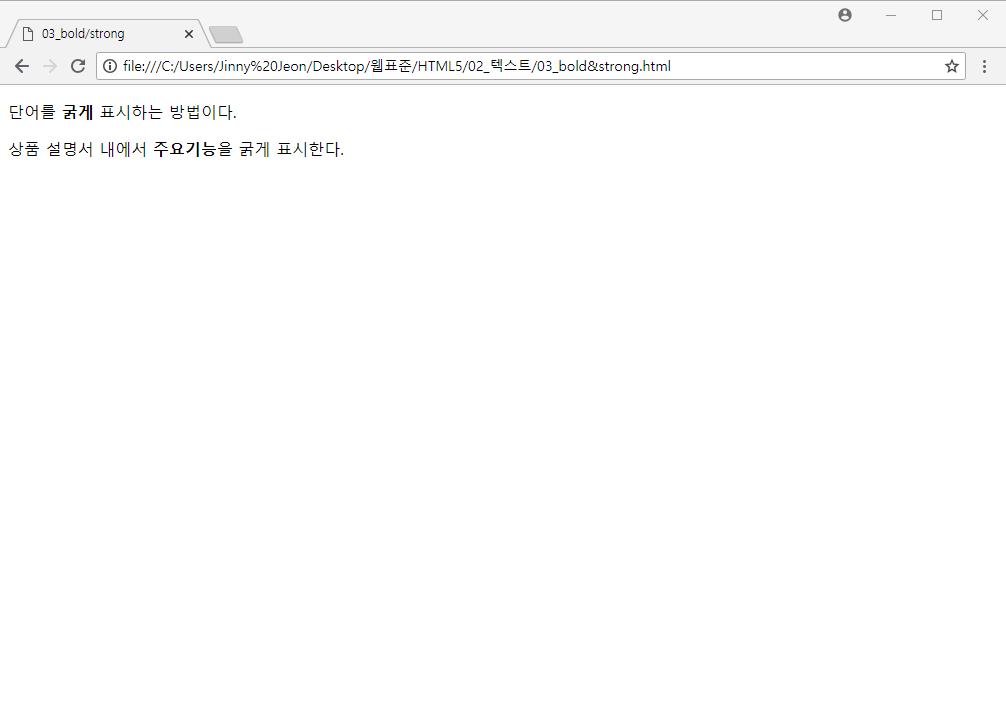 03_bold/strong
file:///C:/Users/Jinny%20Jeon/Desktop/웹표준/HTML5/02_텍스트/03_bold&strong.html
단어를 굵게 표시하는 방법이다.
상품 설명서 내에서 주요기능을 굵게 표시한다.